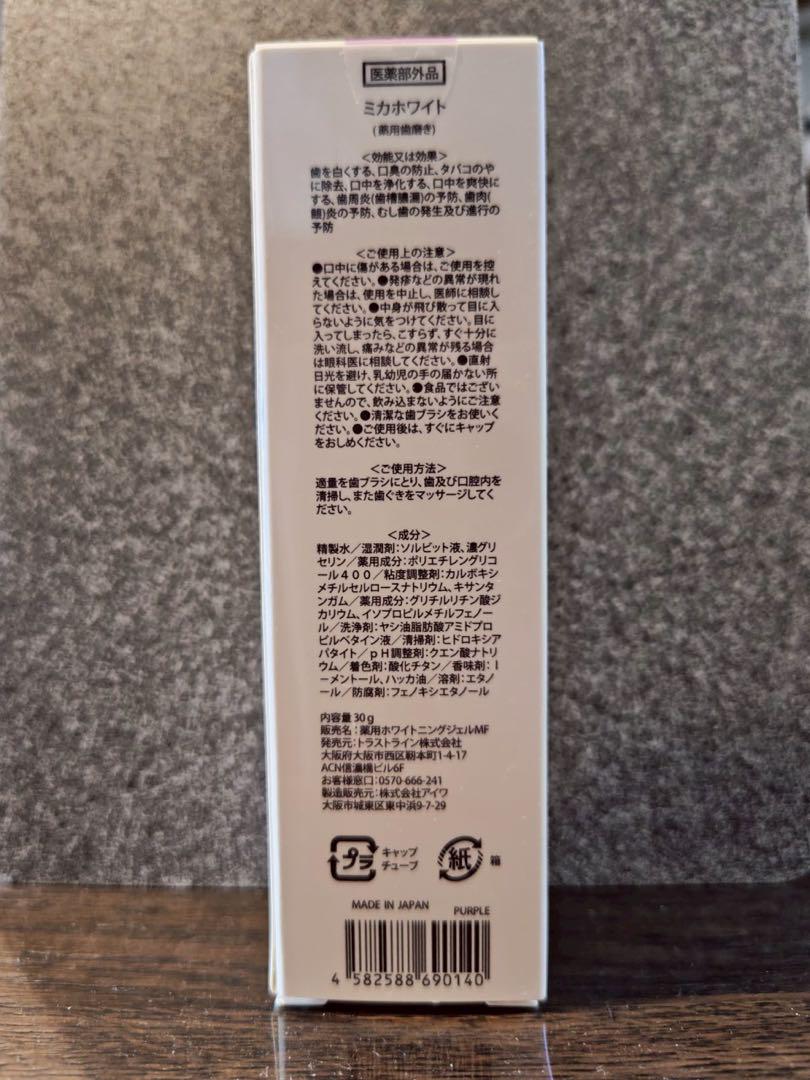 医薬部外品
ミカホワイト
(薬用歯磨き)
＜効能又は効果＞
歯を白くする、口臭の防止、タバコのや
に除去、口中を浄化する、口中を爽快に
する、歯周炎(歯槽膿漏)の予防、歯肉(
齦)炎の予防、むし歯の発生及び進行の
予防
＜ご使用上の注意＞
●口中に傷がある場合は、ご使用を控
えてください。●発疹などの異常が現れ
た場合は、使用を中止し、医師に相談し
てください。●中身が飛び散って目に入
らないように気をつけてください。目に
入ってしまったら、こすらず、すぐ十分に
洗い流し、痛みなどの異常が残る場合
は眼科医に相談してください。●直射
日光を避け、乳幼児の手の届かない所
に保管してください。●食品ではござい
ませんので、飲み込まないようにご注意
ください。●清潔な歯ブラシをお使いく
ださい。●ご使用後は、すぐにキャップ
をおしめください。
＜ご使用方法＞
適量を歯ブラシにとり、歯及び口腔内を
清掃し、また歯ぐきをマッサージしてく
ださい。
＜成分＞
精製水／湿潤剤:ソルビット液、濃グリ
セリン／薬用成分:ポリエチレングリコ
ール４００／粘度調整剤:カルボキシ
メチルセルロースナトリウム、キサンタ
ンガム／薬用成分:グリチルリチン酸ジ
カリウム、イソプロピルメチルフェノー
ル／洗浄剤:ヤシ油脂肪酸アミドプロ
ピルベタイン液／清掃剤:ヒドロキシア
パタイト／ｐＨ調整剤:クエン酸ナトリ
ウム／着色剤:酸化チタン／香味剤:ｌ
－メントール、ハッカ油／溶剤:エタノ
ール／防腐剤:フェノキシエタノール
内容量 30g
販売名：薬用ホワイトニングジェルMF
発売元:トラストライン株式会社
大阪府大阪市西区靭本町1-4-17
ACN信濃橋ビル6F
お客様窓口:0570-666-241
製造販売元:株式会社アイワ
大阪市城東区東中浜9-7-29
プラ キャップ
チューブ
紙 箱
MADE IN JAPAN PURPLE
4 582588 690140